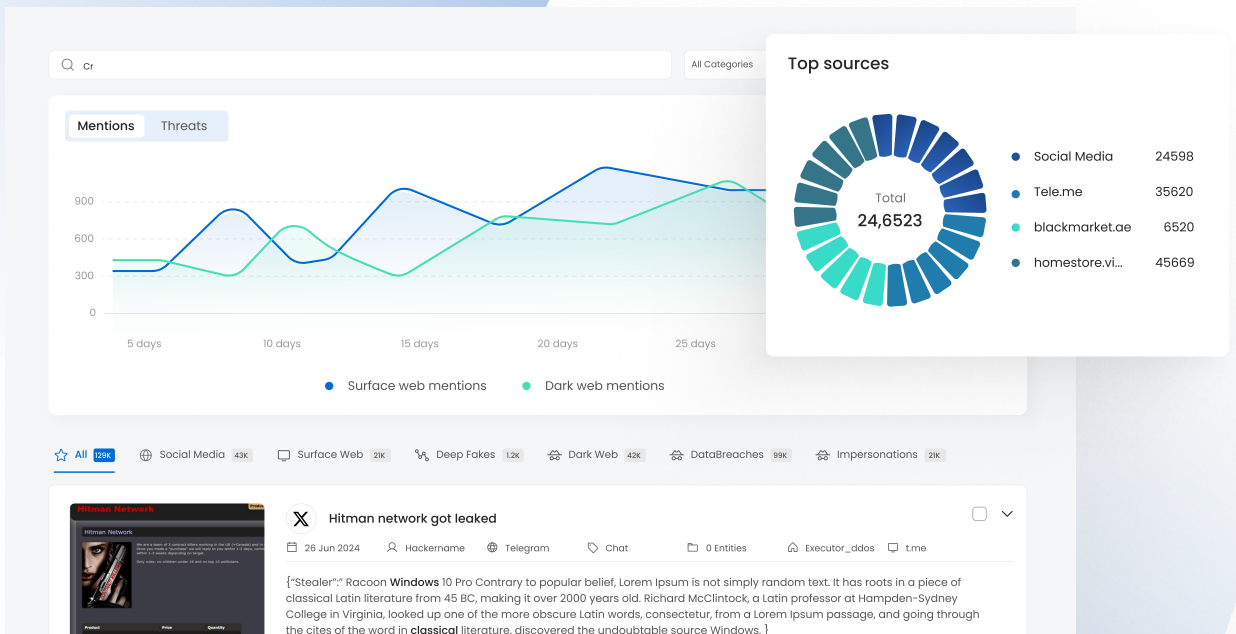 Cr
All Categories
Top sources
Mentions Threats
900
600
300
0
5 days 10 days 15 days 20 days 25 days
Surface web mentions Dark web mentions
Total
24,6523
Social Media 24598
Tele.me 35620
blackmarket.ae 6520
homestore.vi... 45669
All 129K Social Media 43K Surface Web 21K Deep Fakes 1.2K Dark Web 42K DataBreaches 99K Impersonations 21K
Hitman Network
Hitman Network
Product Price Quantity
Hitman network got leaked
26 Jun 2024 Hackername Telegram Chat 0 Entities Executor_ddos t.me
{“Stealer”:” Racoon Windows 10 Pro Contrary to popular belief, Lorem Ipsum is not simply random text. It has roots in a piece of
classical Latin literature from 45 BC, making it over 2000 years old. Richard McClintock, a Latin professor at Hampden-Sydney
College in Virginia, looked up one of the more obscure Latin words, consectetur, from a Lorem Ipsum passage, and going through
the cites of the word in classical literature, discovered the undoubtable source Windows. }